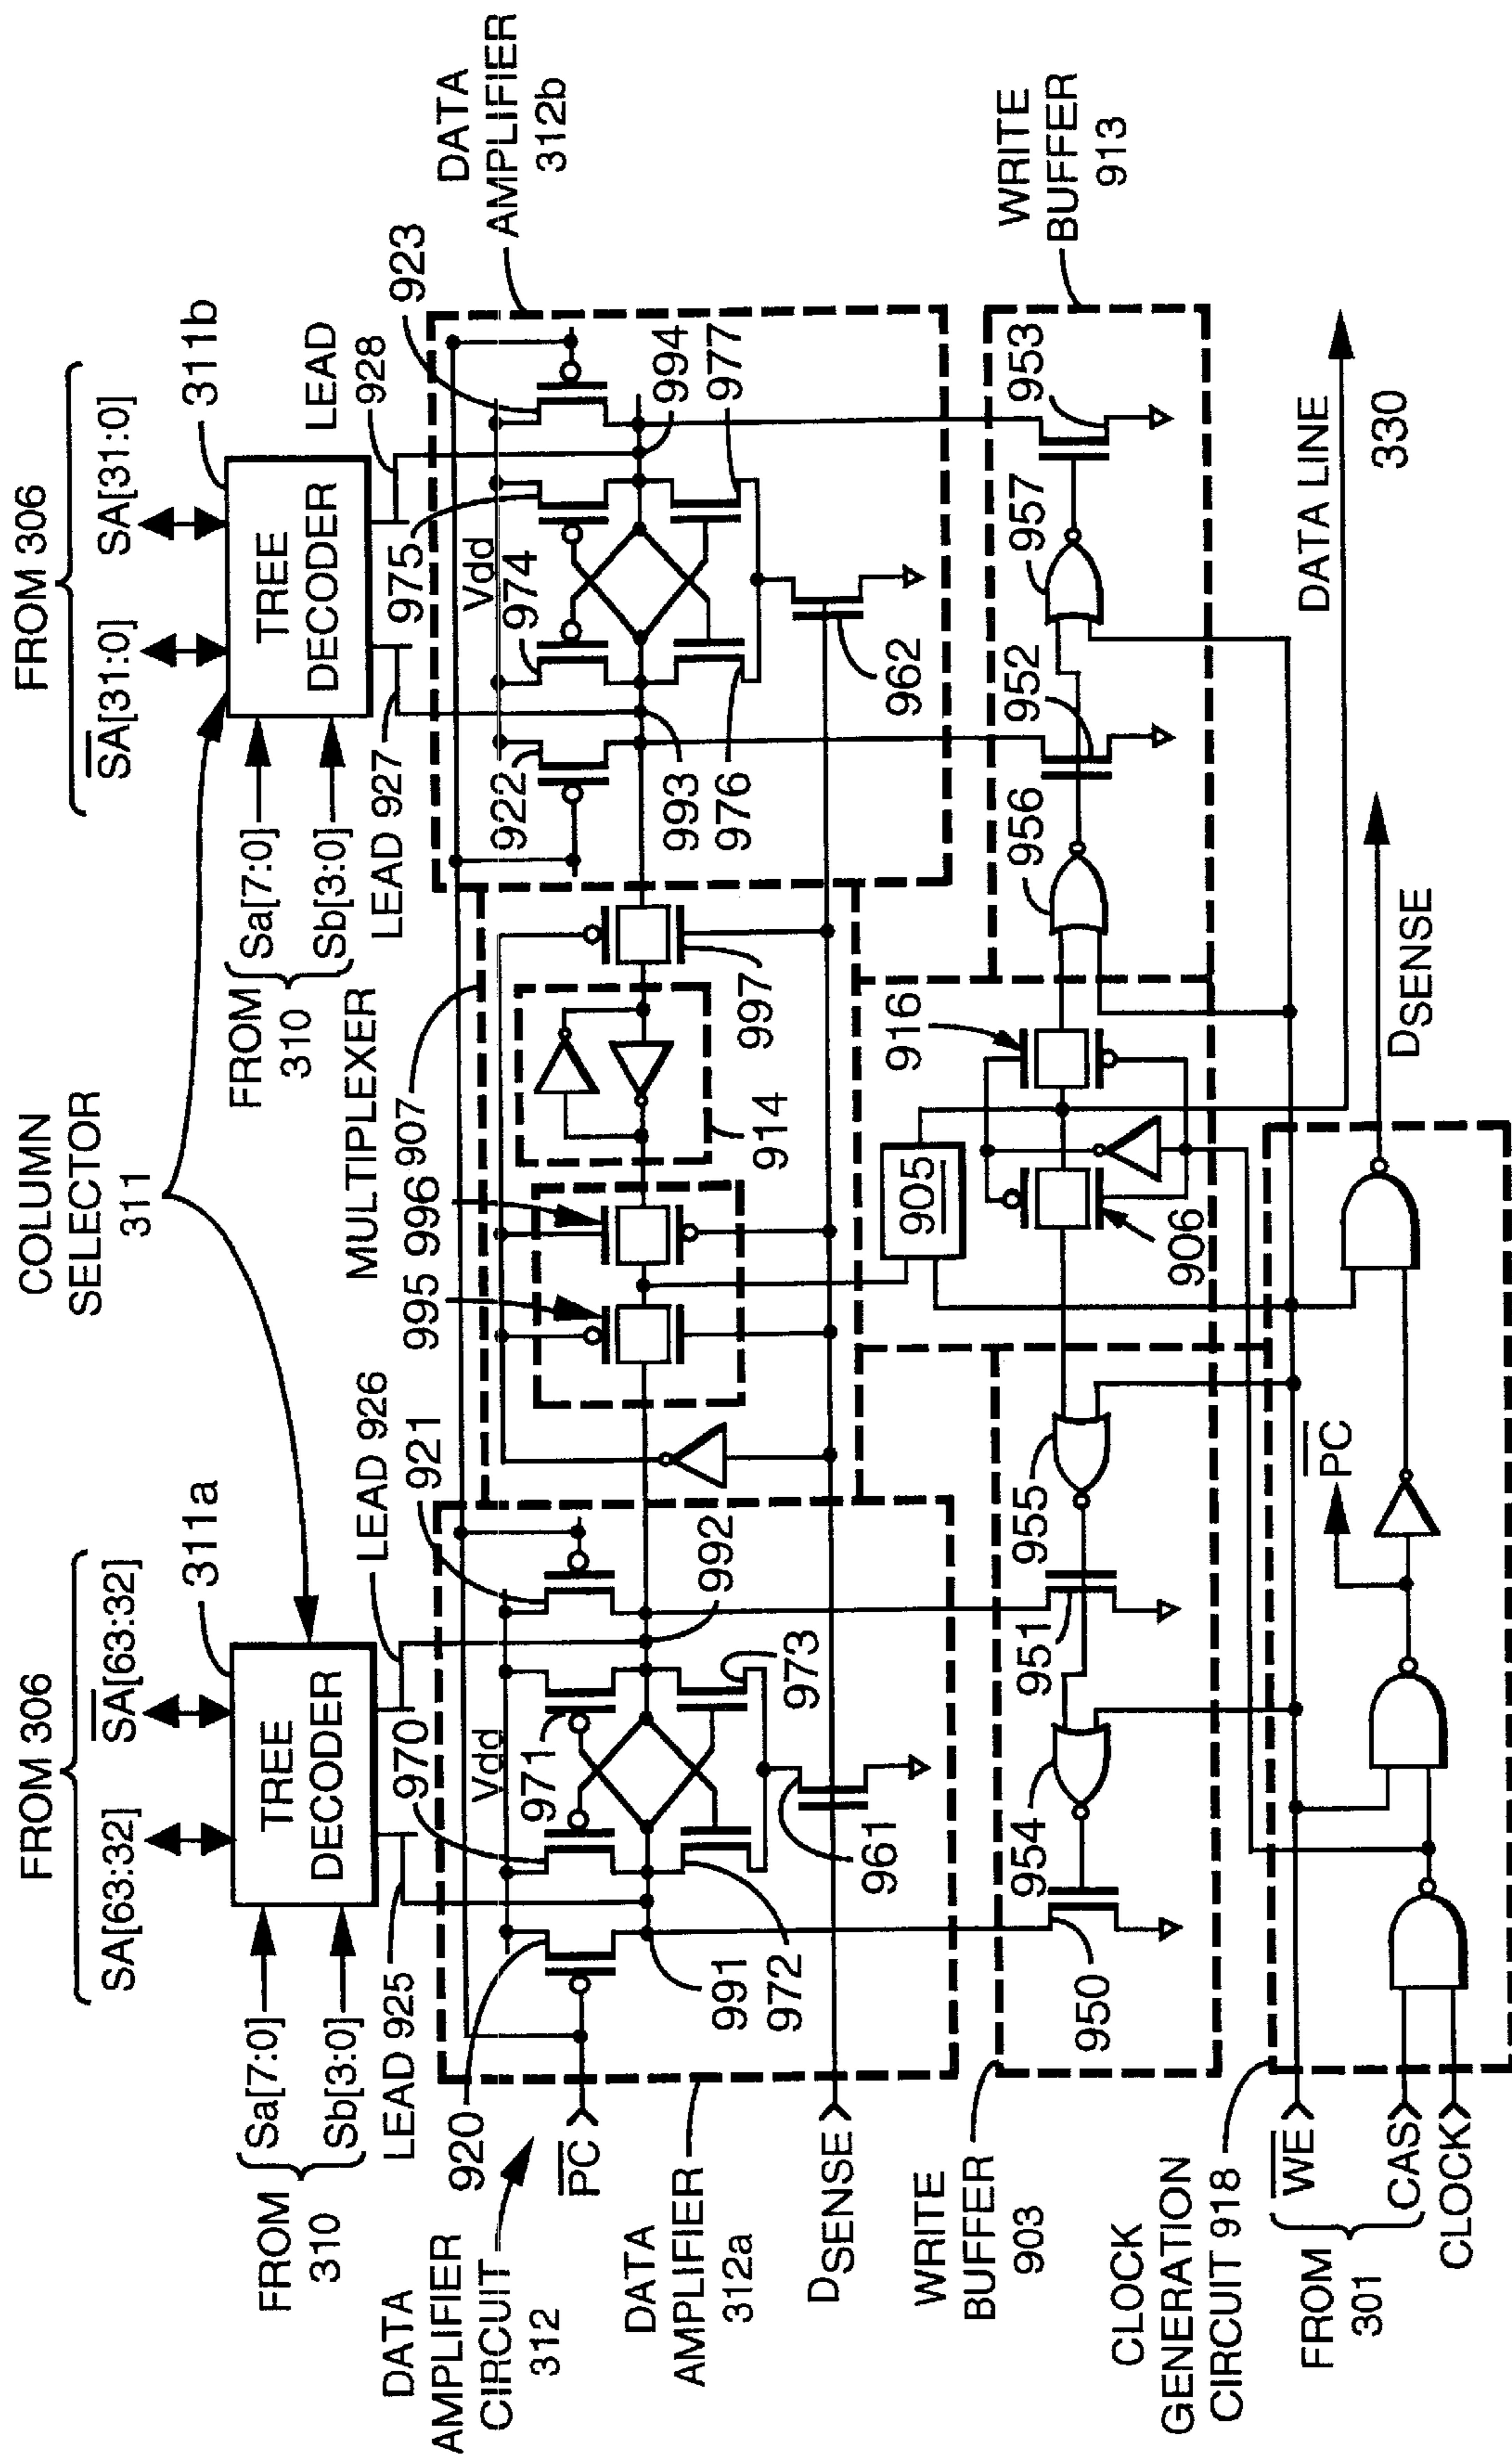 COLUMN
SELECTOR
311
FROM 306
SA[63:32]
S̅A̅[63:32]
311a
TREE
DECODER
Sa[7:0]
Sb[3:0]
FROM
310
LEAD 925
LEAD 926
FROM 306
S̅A̅[31:0]
SA[31:0]
311b
TREE
DECODER
Sa[7:0]
Sb[3:0]
FROM
310
LEAD 927
LEAD
928
DATA
AMPLIFIER
CIRCUIT
312
920
970
971
Vdd
921
P̅C̅
991
972
992
973
961
DATA
AMPLIFIER
312a
DSENSE
MULTIPLEXER
907
995
996
914
997
922
974
Vdd
975
923
993
976
994
977
962
DATA
AMPLIFIER
312b
WRITE
BUFFER
903
950
954
951
955
905
906
916
956
952
957
953
WRITE
BUFFER
913
DATA LINE
330
CLOCK
GENERATION
CIRCUIT 918
W̅E̅
CAS
FROM
301
CLOCK
P̅C̅
DSENSE